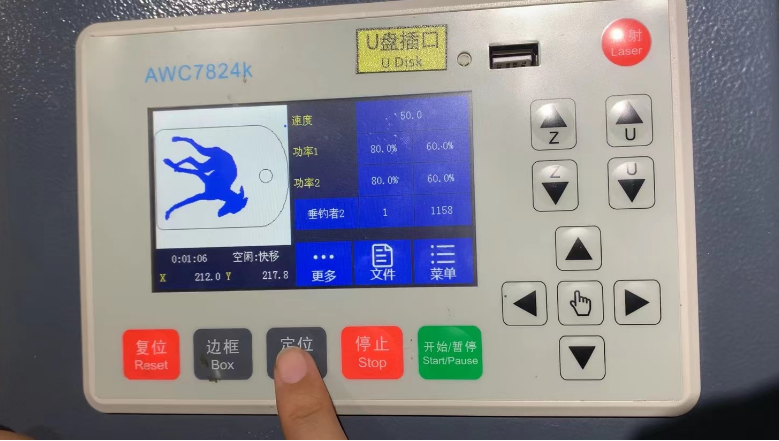 U盘插口
U Disk
AWC7824k
Laser
速度 50.0
功率1 80.0% 60.0%
功率2 80.0% 60.0%
垂钓者2 1 1158
0:01:06 空闲:快移
X 212.0 Y 217.8
更多 文件 菜单
Z U
Z U
复位 边框 定位 停止 开始/暂停
Reset Box Stop Start/Pause